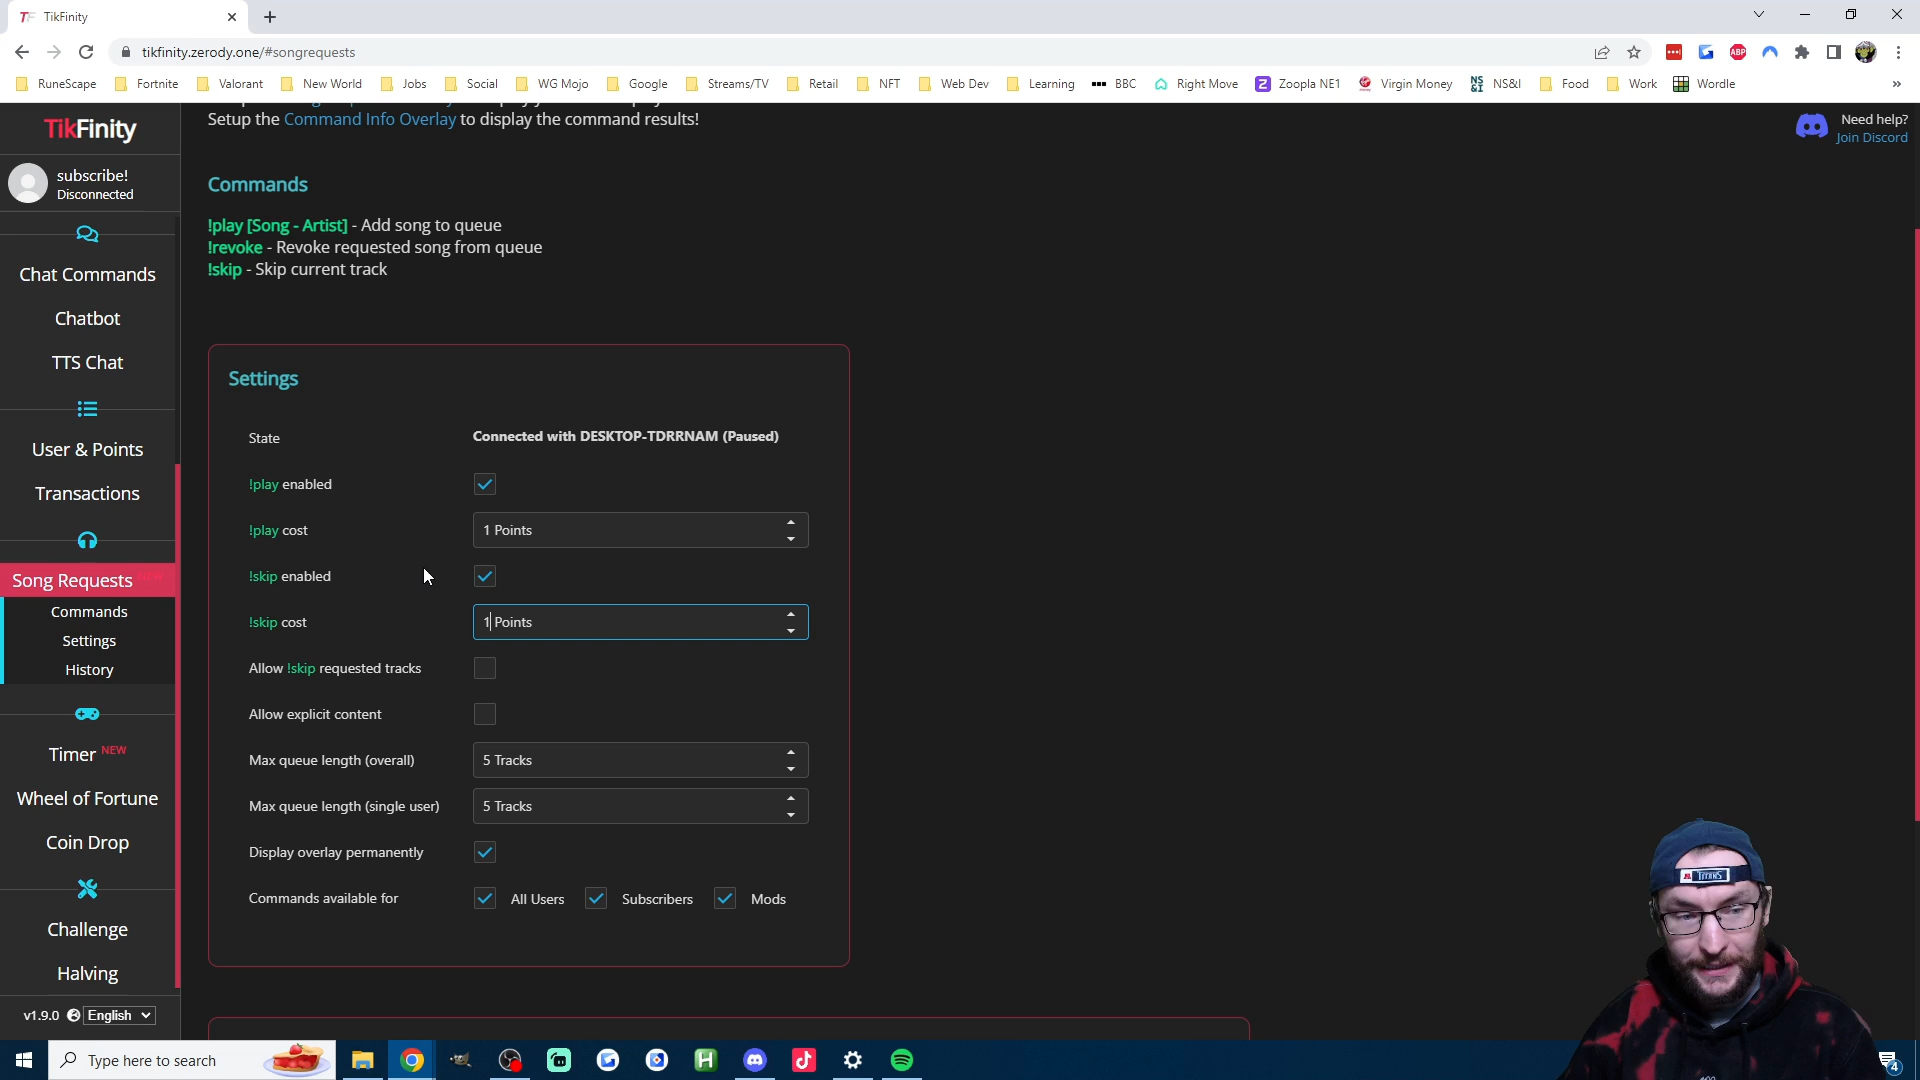 TikFinity
tikfinity.zerody.one/#songrequests
RuneScape Fortnite Valorant New World Jobs Social WG Mojo Google Streams/TV Retail NFT Web Dev Learning BBC Right Move Zoopla NE1 Virgin Money NS&I Food Work Wordle
TikFinity
subscribe!
Disconnected
Chat Commands
Chatbot
TTS Chat
User & Points
Transactions
Song Requests NEW
Commands
Settings
History
Timer NEW
Wheel of Fortune
Coin Drop
Challenge
Halving
v1.9.0 English
Setup the Command Info Overlay to display the command results!
Need help?
Join Discord
Commands
!play [Song - Artist] - Add song to queue
!revoke - Revoke requested song from queue
!skip - Skip current track
Settings
State Connected with DESKTOP-TDRRNAM (Paused)
!play enabled
!play cost 1 Points
!skip enabled
!skip cost 1 Points
Allow !skip requested tracks
Allow explicit content
Max queue length (overall) 5 Tracks
Max queue length (single user) 5 Tracks
Display overlay permanently
Commands available for All Users Subscribers Mods
TITANS
Type here to search
4